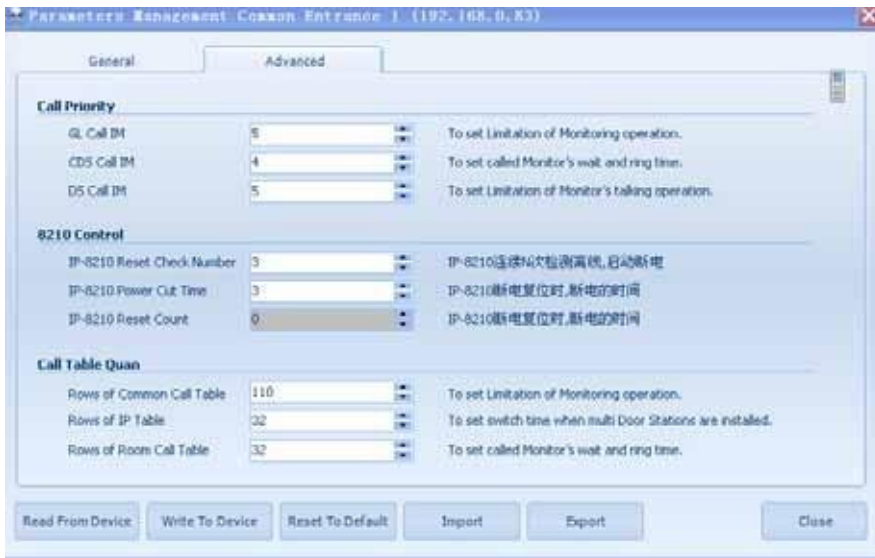 Parameters Management Common Entrance 1 (192.168.0.83)
General Advanced
Call Priority
GL Call IM 5 To set Limitation of Monitoring operation.
CDS Call IM 4 To set called Monitor's wait and ring time.
DS Call IM 5 To set Limitation of Monitor's talking operation.
8210 Control
IP-8210 Reset Check Number 3 IP-8210连续N次检测离线,启动断电
IP-8210 Power Cut Time 3 IP-8210断电复位时,断电的时间
IP-8210 Reset Count 0 IP-8210断电复位时,断电的时间
Call Table Quan
Rows of Common Call Table 110 To set Limitation of Monitoring operation.
Rows of IP Table 32 To set switch time when multi Door Stations are installed.
Rows of Room Call Table 32 To set called Monitor's wait and ring time.
Read From Device Write To Device Reset To Default Import Export Close